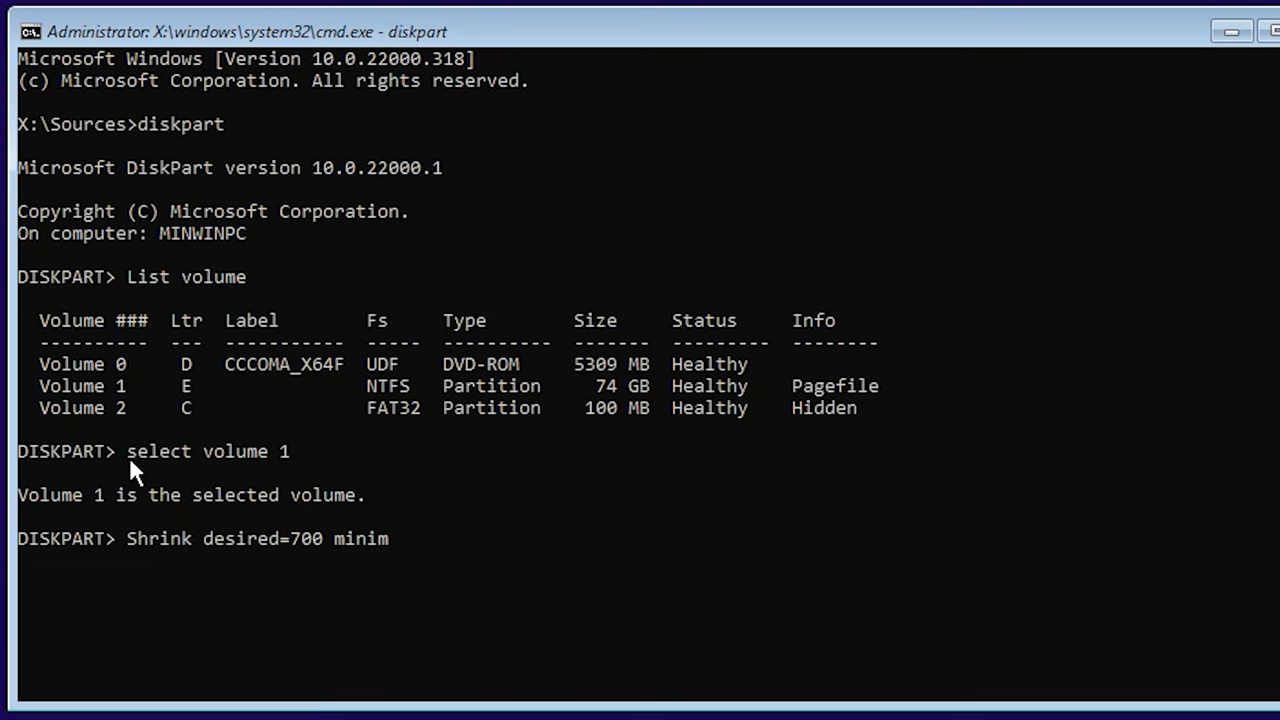 Administrator: X:\windows\system32\cmd.exe - diskpart
Microsoft Windows [Version 10.0.22000.318]
(c) Microsoft Corporation. All rights reserved.
X:\Sources>diskpart
Microsoft DiskPart version 10.0.22000.1
Copyright (C) Microsoft Corporation.
On computer: MINWINPC
DISKPART> List volume
Volume ### Ltr Label Fs Type Size Status Info
---------- --- ----------- ----- ---------- ------- --------- --------
Volume 0 D CCCOMA_X64F UDF DVD-ROM 5309 MB Healthy
Volume 1 E NTFS Partition 74 GB Healthy Pagefile
Volume 2 C FAT32 Partition 100 MB Healthy Hidden
DISKPART> select volume 1
Volume 1 is the selected volume.
DISKPART> Shrink desired=700 minim